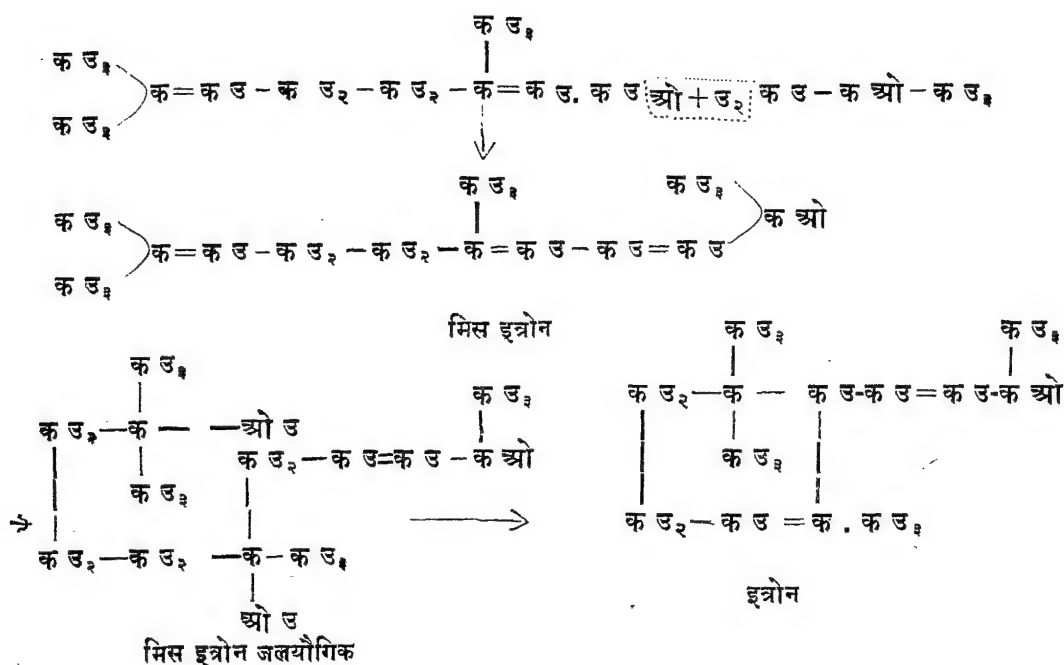 क उ₃
क उ₃
क=क उ-क उ₂-क उ₂-क=क उ. क उ ओ+उ₂ क उ-क ओ-क उ₃
क उ₃
क उ₃ क उ₃
क उ₃ क ओ
क=क उ-क उ₂-क उ₂-क=क उ-क उ=क उ
क उ₃
मिस इत्रोन
क उ₃ क उ₃
क उ₃
क उ₂-क-क उ-क उ=क उ-क ओ
क उ₃
क उ₂-क-ओ उ
क उ₂-क उ=क उ-क ओ
क उ₃
क उ₃
क उ₂-क उ=क . क उ₃
क उ₂-क उ₂-क-क उ₃
इत्रोन
ओ उ
मिस इत्रोन जलयौगिक